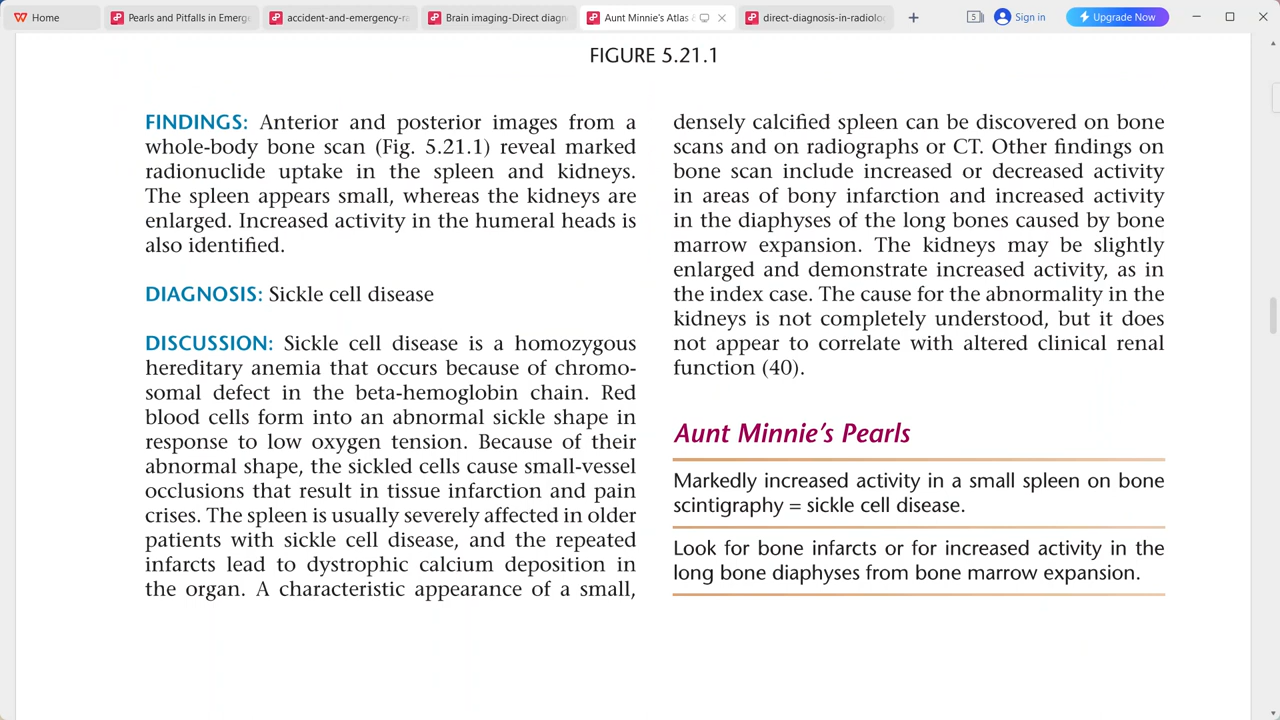 Home
Pearls and Pitfalls in Emerg
accident-and-emergency-ra
Brain imaging-Direct diagn
Aunt Minnie's Atlas &
direct-diagnosis-in-radiolo
5
Sign in
Upgrade Now
FIGURE 5.21.1
FINDINGS: Anterior and posterior images from a
whole-body bone scan (Fig. 5.21.1) reveal marked
radionuclide uptake in the spleen and kidneys.
The spleen appears small, whereas the kidneys are
enlarged. Increased activity in the humeral heads is
also identified.
DIAGNOSIS: Sickle cell disease
DISCUSSION: Sickle cell disease is a homozygous
hereditary anemia that occurs because of chromo-
somal defect in the beta-hemoglobin chain. Red
blood cells form into an abnormal sickle shape in
response to low oxygen tension. Because of their
abnormal shape, the sickled cells cause small-vessel
occlusions that result in tissue infarction and pain
crises. The spleen is usually severely affected in older
patients with sickle cell disease, and the repeated
infarcts lead to dystrophic calcium deposition in
the organ. A characteristic appearance of a small,
densely calcified spleen can be discovered on bone
scans and on radiographs or CT. Other findings on
bone scan include increased or decreased activity
in areas of bony infarction and increased activity
in the diaphyses of the long bones caused by bone
marrow expansion. The kidneys may be slightly
enlarged and demonstrate increased activity, as in
the index case. The cause for the abnormality in the
kidneys is not completely understood, but it does
not appear to correlate with altered clinical renal
function (40).
Aunt Minnie's Pearls
Markedly increased activity in a small spleen on bone
scintigraphy = sickle cell disease.
Look for bone infarcts or for increased activity in the
long bone diaphyses from bone marrow expansion.